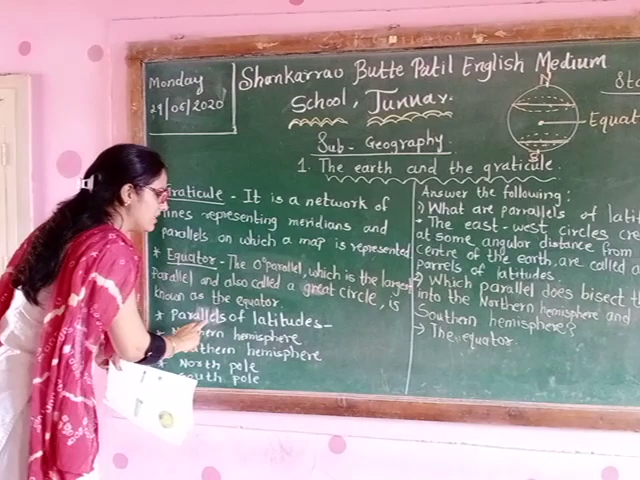 Monday
29/06/2020
Shankarrao Butte Patil English Medium
School, Junnar.
Sub - Geography
1. The earth and the graticule.
N
Equat
S
Sta
Graticule - It is a network of
lines representing meridians and
parallels on which a map is represented
* Equator - The 0° parallel, which is the larges
parallel and also called a great circle, is
known as the equator.
* Parallels of latitudes -
* Northern hemisphere
* Southern hemisphere
* North pole
* South pole
Answer the following:
1) What are parallels of latit
→ The east-west circles cre
at some angular distance from
centre of the earth, are called
parrels of latitudes.
2) Which parallel does bisect t
into the Northern hemisphere and
Southern hemisphere?
→ The equator.